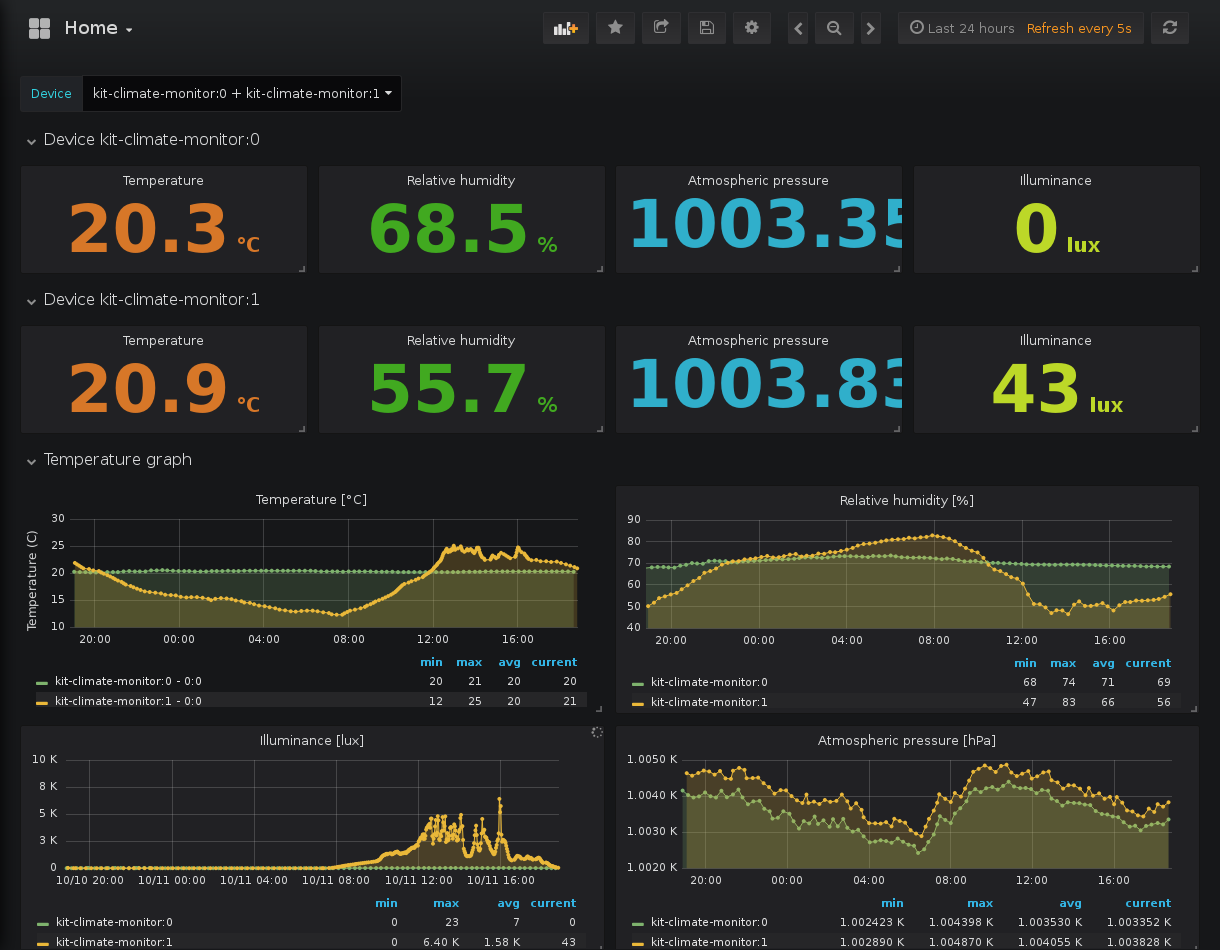 Home
Last 24 hours Refresh every 5s
Device kit-climate-monitor:0 + kit-climate-monitor:1
Device kit-climate-monitor:0
Temperature Relative humidity Atmospheric pressure Illuminance
20.3 °C 68.5 % 1003.35 0 lux
Device kit-climate-monitor:1
Temperature Relative humidity Atmospheric pressure Illuminance
20.9 °C 55.7 % 1003.83 43 lux
Temperature graph
Temperature [°C]
Temperature (C)
30
25
20
15
10
20:00 00:00 04:00 08:00 12:00 16:00
min max avg current
kit-climate-monitor:0 - 0:0 20 21 20 20
kit-climate-monitor:1 - 0:0 12 25 20 21
Relative humidity [%]
90
80
70
60
50
40
20:00 00:00 04:00 08:00 12:00 16:00
min max avg current
kit-climate-monitor:0 68 74 71 69
kit-climate-monitor:1 47 83 66 56
Illuminance [lux]
10 K
8 K
5 K
3 K
0
10/10 20:00 10/11 00:00 10/11 04:00 10/11 08:00 10/11 12:00 10/11 16:00
min max avg current
kit-climate-monitor:0 0 23 7 0
kit-climate-monitor:1 0 6.40 K 1.58 K 43
Atmospheric pressure [hPa]
1.0050 K
1.0040 K
1.0030 K
1.0020 K
20:00 00:00 04:00 08:00 12:00 16:00
min max avg current
kit-climate-monitor:0 1.002423 K 1.004398 K 1.003530 K 1.003352 K
kit-climate-monitor:1 1.002890 K 1.004870 K 1.004055 K 1.003828 K